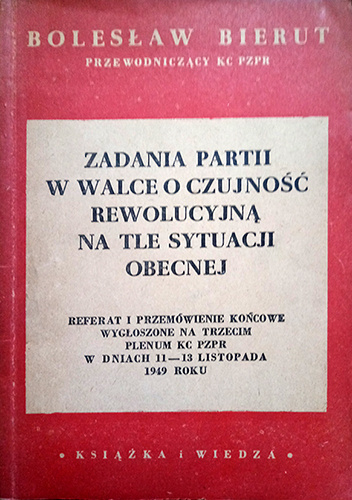 BOLESŁAW BIERUT
PRZEWODNICZĄCY KC PZPR
ZADANIA PARTII
W WALCE O CZUJNOŚĆ
REWOLUCYJNĄ
NA TLE SYTUACJI
OBECNEJ
REFERAT I PRZEMÓWIENIE KOŃCOWE
WYGŁOSZONE NA TRZECIM
PLENUM KC PZPR
W DNIACH 11—13 LISTOPADA
1949 ROKU
• KSIĄŻKA i WIEDZA •